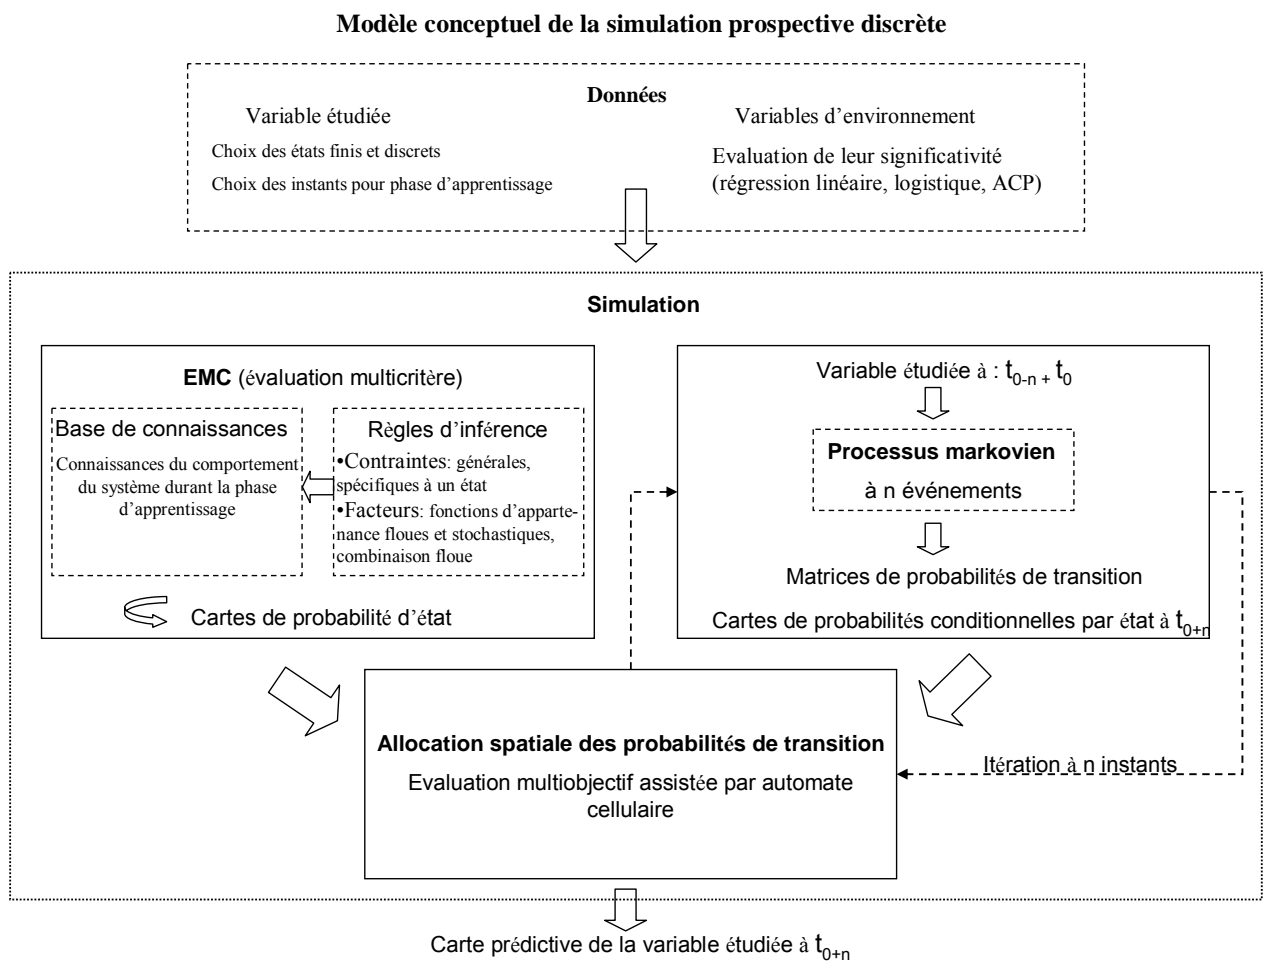 Modèle conceptuel de la simulation prospective discrète
Données
Variable étudiée
Choix des états finis et discrets
Choix des instants pour phase d'apprentissage
Variables d'environnement
Evaluation de leur significativité
(régression linéaire, logistique, ACP)
Simulation
EMC (évaluation multicritère)
Base de connaissances
Connaissances du comportement
du système durant la phase
d'apprentissage
Règles d'inférence
•Contraintes: générales,
spécifiques à un état
•Facteurs: fonctions d'apparte-
nance floues et stochastiques,
combinaison floue
Cartes de probabilité d'état
Variable étudiée à : t0-n + t0
Processus markovien
à n événements
Matrices de probabilités de transition
Cartes de probabilités conditionnelles par état à t0+n
Allocation spatiale des probabilités de transition
Evaluation multiobjectif assistée par automate
cellulaire
Itération à n instants
Carte prédictive de la variable étudiée à t0+n